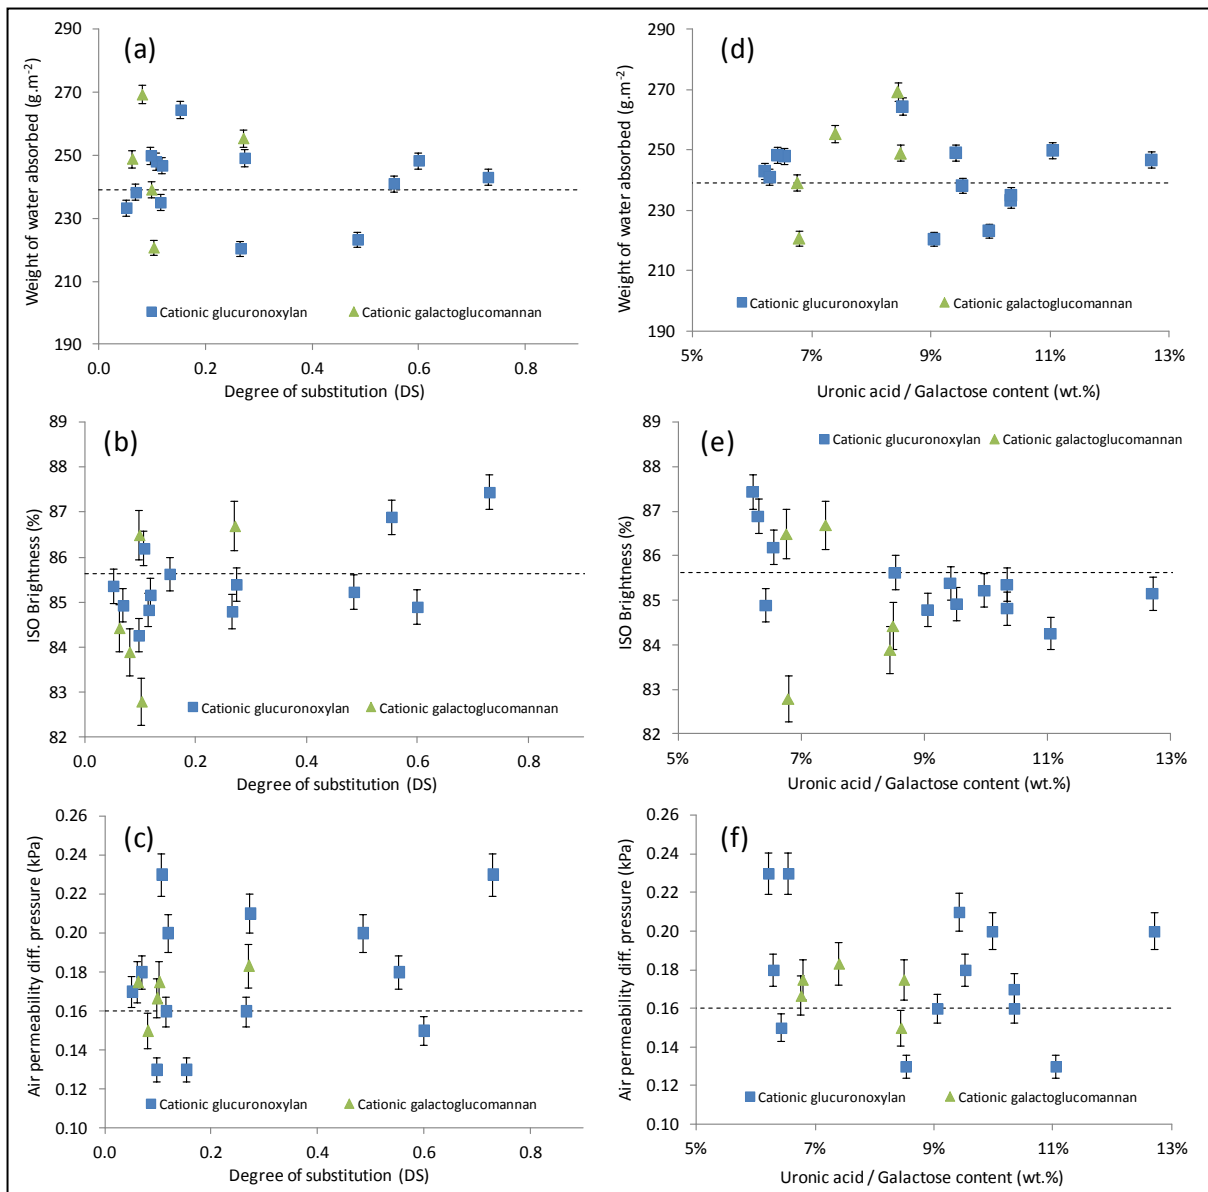 (a)
Weight of water absorbed (g.m⁻²)
290
270
250
230
210
190
Cationic glucuronoxylan Cationic galactoglucomannan
0.0 0.2 0.4 0.6 0.8
Degree of substitution (DS)
(d)
Weight of water absorbed (g.m⁻²)
290
270
250
230
210
190
Cationic glucuronoxylan Cationic galactoglucomannan
5% 7% 9% 11% 13%
Uronic acid / Galactose content (wt.%)
(b)
ISO Brightness (%)
89
88
87
86
85
84
83
82
Cationic glucuronoxylan Cationic galactoglucomannan
0.0 0.2 0.4 0.6 0.8
Degree of substitution (DS)
(e)
Cationic glucuronoxylan Cationic galactoglucomannan
ISO Brightness (%)
89
88
87
86
85
84
83
82
5% 7% 9% 11% 13%
Uronic acid / Galactose content (wt.%)
(c)
Air permeability diff. pressure (kPa)
0.26
0.24
0.22
0.20
0.18
0.16
0.14
0.12
0.10
Cationic glucuronoxylan Cationic galactoglucomannan
0.0 0.2 0.4 0.6 0.8
Degree of substitution (DS)
(f)
Air permeability diff. pressure (kPa)
0.26
0.24
0.22
0.20
0.18
0.16
0.14
0.12
0.10
Cationic glucuronoxylan Cationic galactoglucomannan
5% 7% 9% 11% 13%
Uronic acid / Galactose content (wt.%)